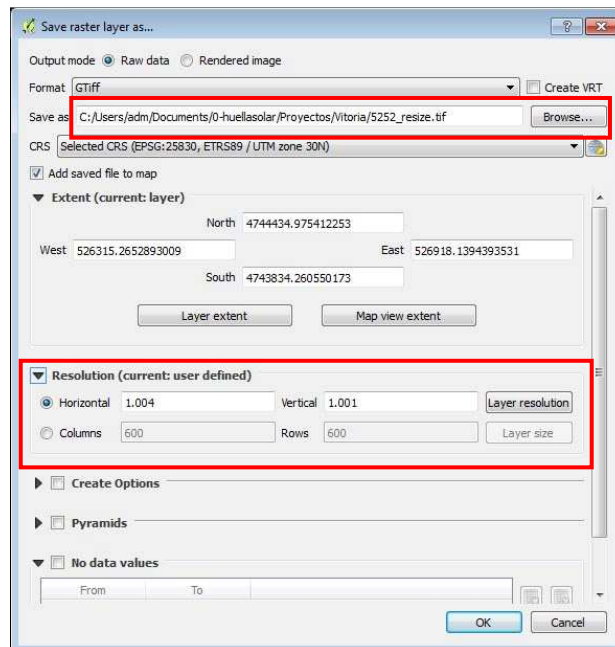 Save raster layer as...
Output mode Raw data Rendered image
Format GTiff Create VRT
Save as C:/Users/adm/Documents/0-huellasolar/Proyectos/Vitoria/5252_resize.tif Browse...
CRS Selected CRS (EPSG:25830, ETRS89 / UTM zone 30N)
Add saved file to map
Extent (current: layer)
North 4744434.975412253
West 526315.2652893009 East 526918.1394393531
South 4743834.260550173
Layer extent Map view extent
Resolution (current: user defined)
Horizontal 1.004 Vertical 1.001 Layer resolution
Columns 600 Rows 600 Layer size
Create Options
Pyramids
No data values
From To
OK Cancel